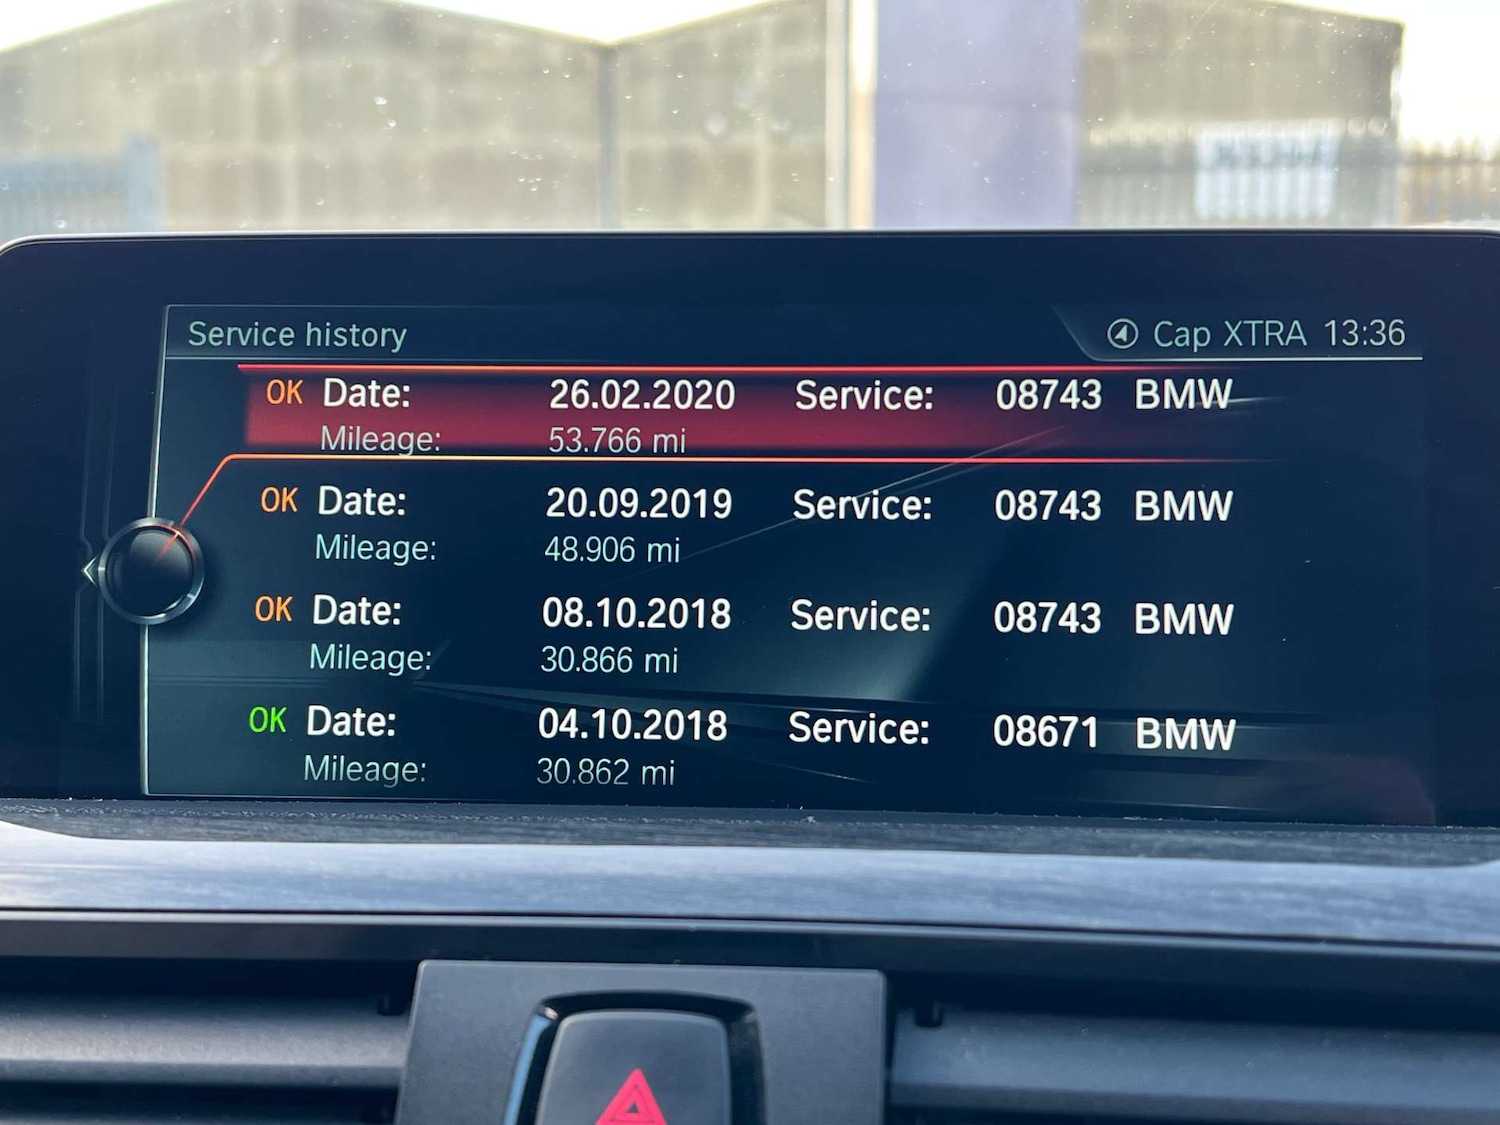 Service history Cap XTRA 13:36
OK Date: 26.02.2020 Service: 08743 BMW
Mileage: 53.766 mi
OK Date: 20.09.2019 Service: 08743 BMW
Mileage: 48.906 mi
OK Date: 08.10.2018 Service: 08743 BMW
Mileage: 30.866 mi
OK Date: 04.10.2018 Service: 08671 BMW
Mileage: 30.862 mi